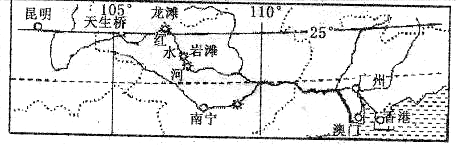 105° 龙滩 110°
昆明 天生桥
红 25°
水 岩滩
河
广州
南宁
澳门 香港